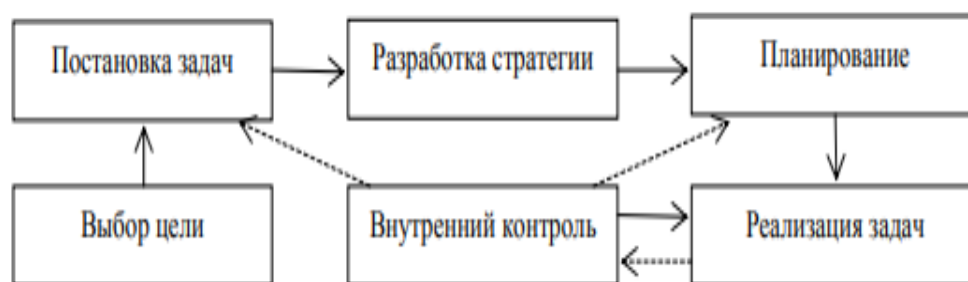 Постановка задач
Разработка стратегии
Планирование
Выбор цели
Внутренний контроль
Реализация задач